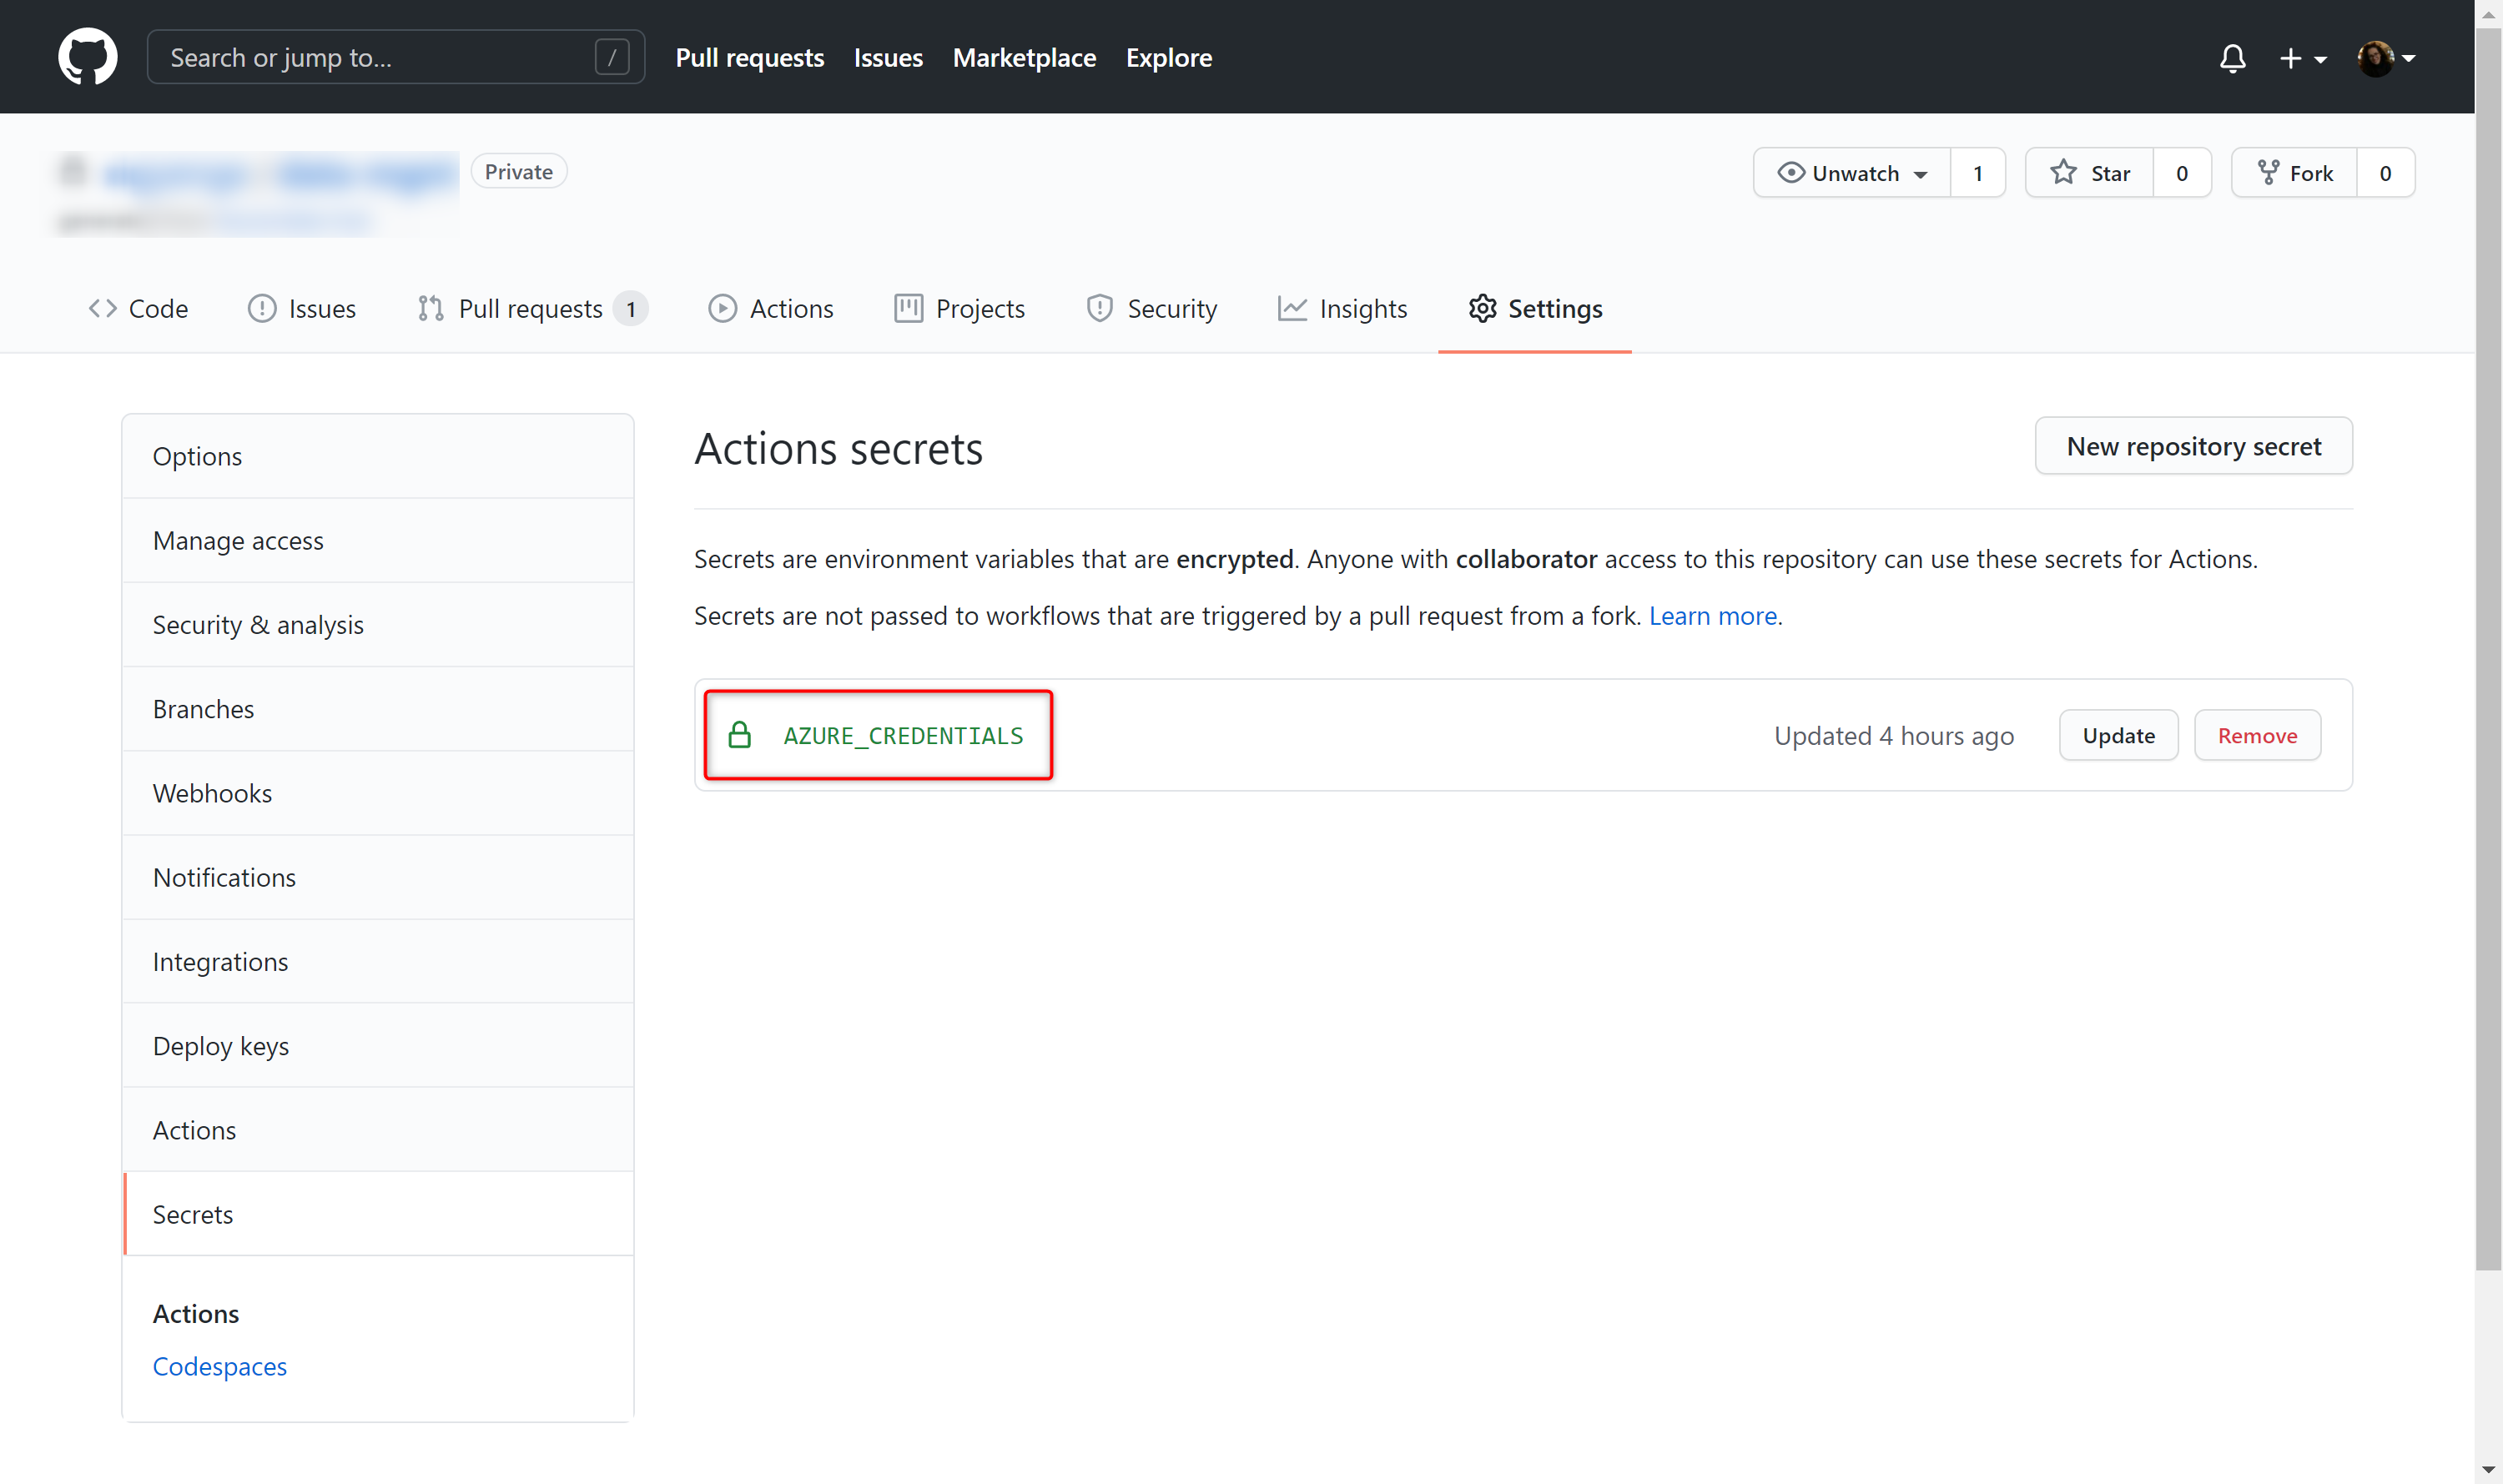 Search or jump to... /
Pull requests Issues Marketplace Explore
Private
Unwatch 1 Star 0 Fork 0
Code Issues Pull requests 1 Actions Projects Security Insights Settings
Options
Manage access
Security & analysis
Branches
Webhooks
Notifications
Integrations
Deploy keys
Actions
Secrets
Actions
Codespaces
Actions secrets
New repository secret
Secrets are environment variables that are encrypted. Anyone with collaborator access to this repository can use these secrets for Actions.
Secrets are not passed to workflows that are triggered by a pull request from a fork. Learn more.
AZURE_CREDENTIALS Updated 4 hours ago Update Remove